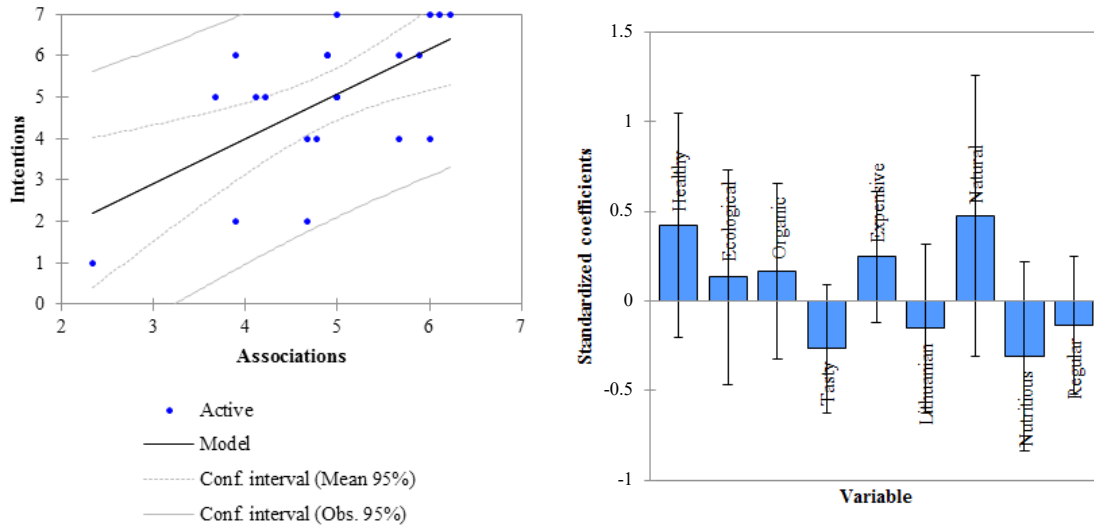 7
6
5
4
3
2
1
0
Intentions
2 3 4 5 6 7
Associations
Active
Model
Conf. interval (Mean 95%)
Conf. interval (Obs. 95%)
1.5
1
0.5
0
-0.5
-1
Standardized coefficients
Healthy
Ecological
Organic
Tasty
Expensive
Lithuanian
Natural
Nutritious
Regular
Variable